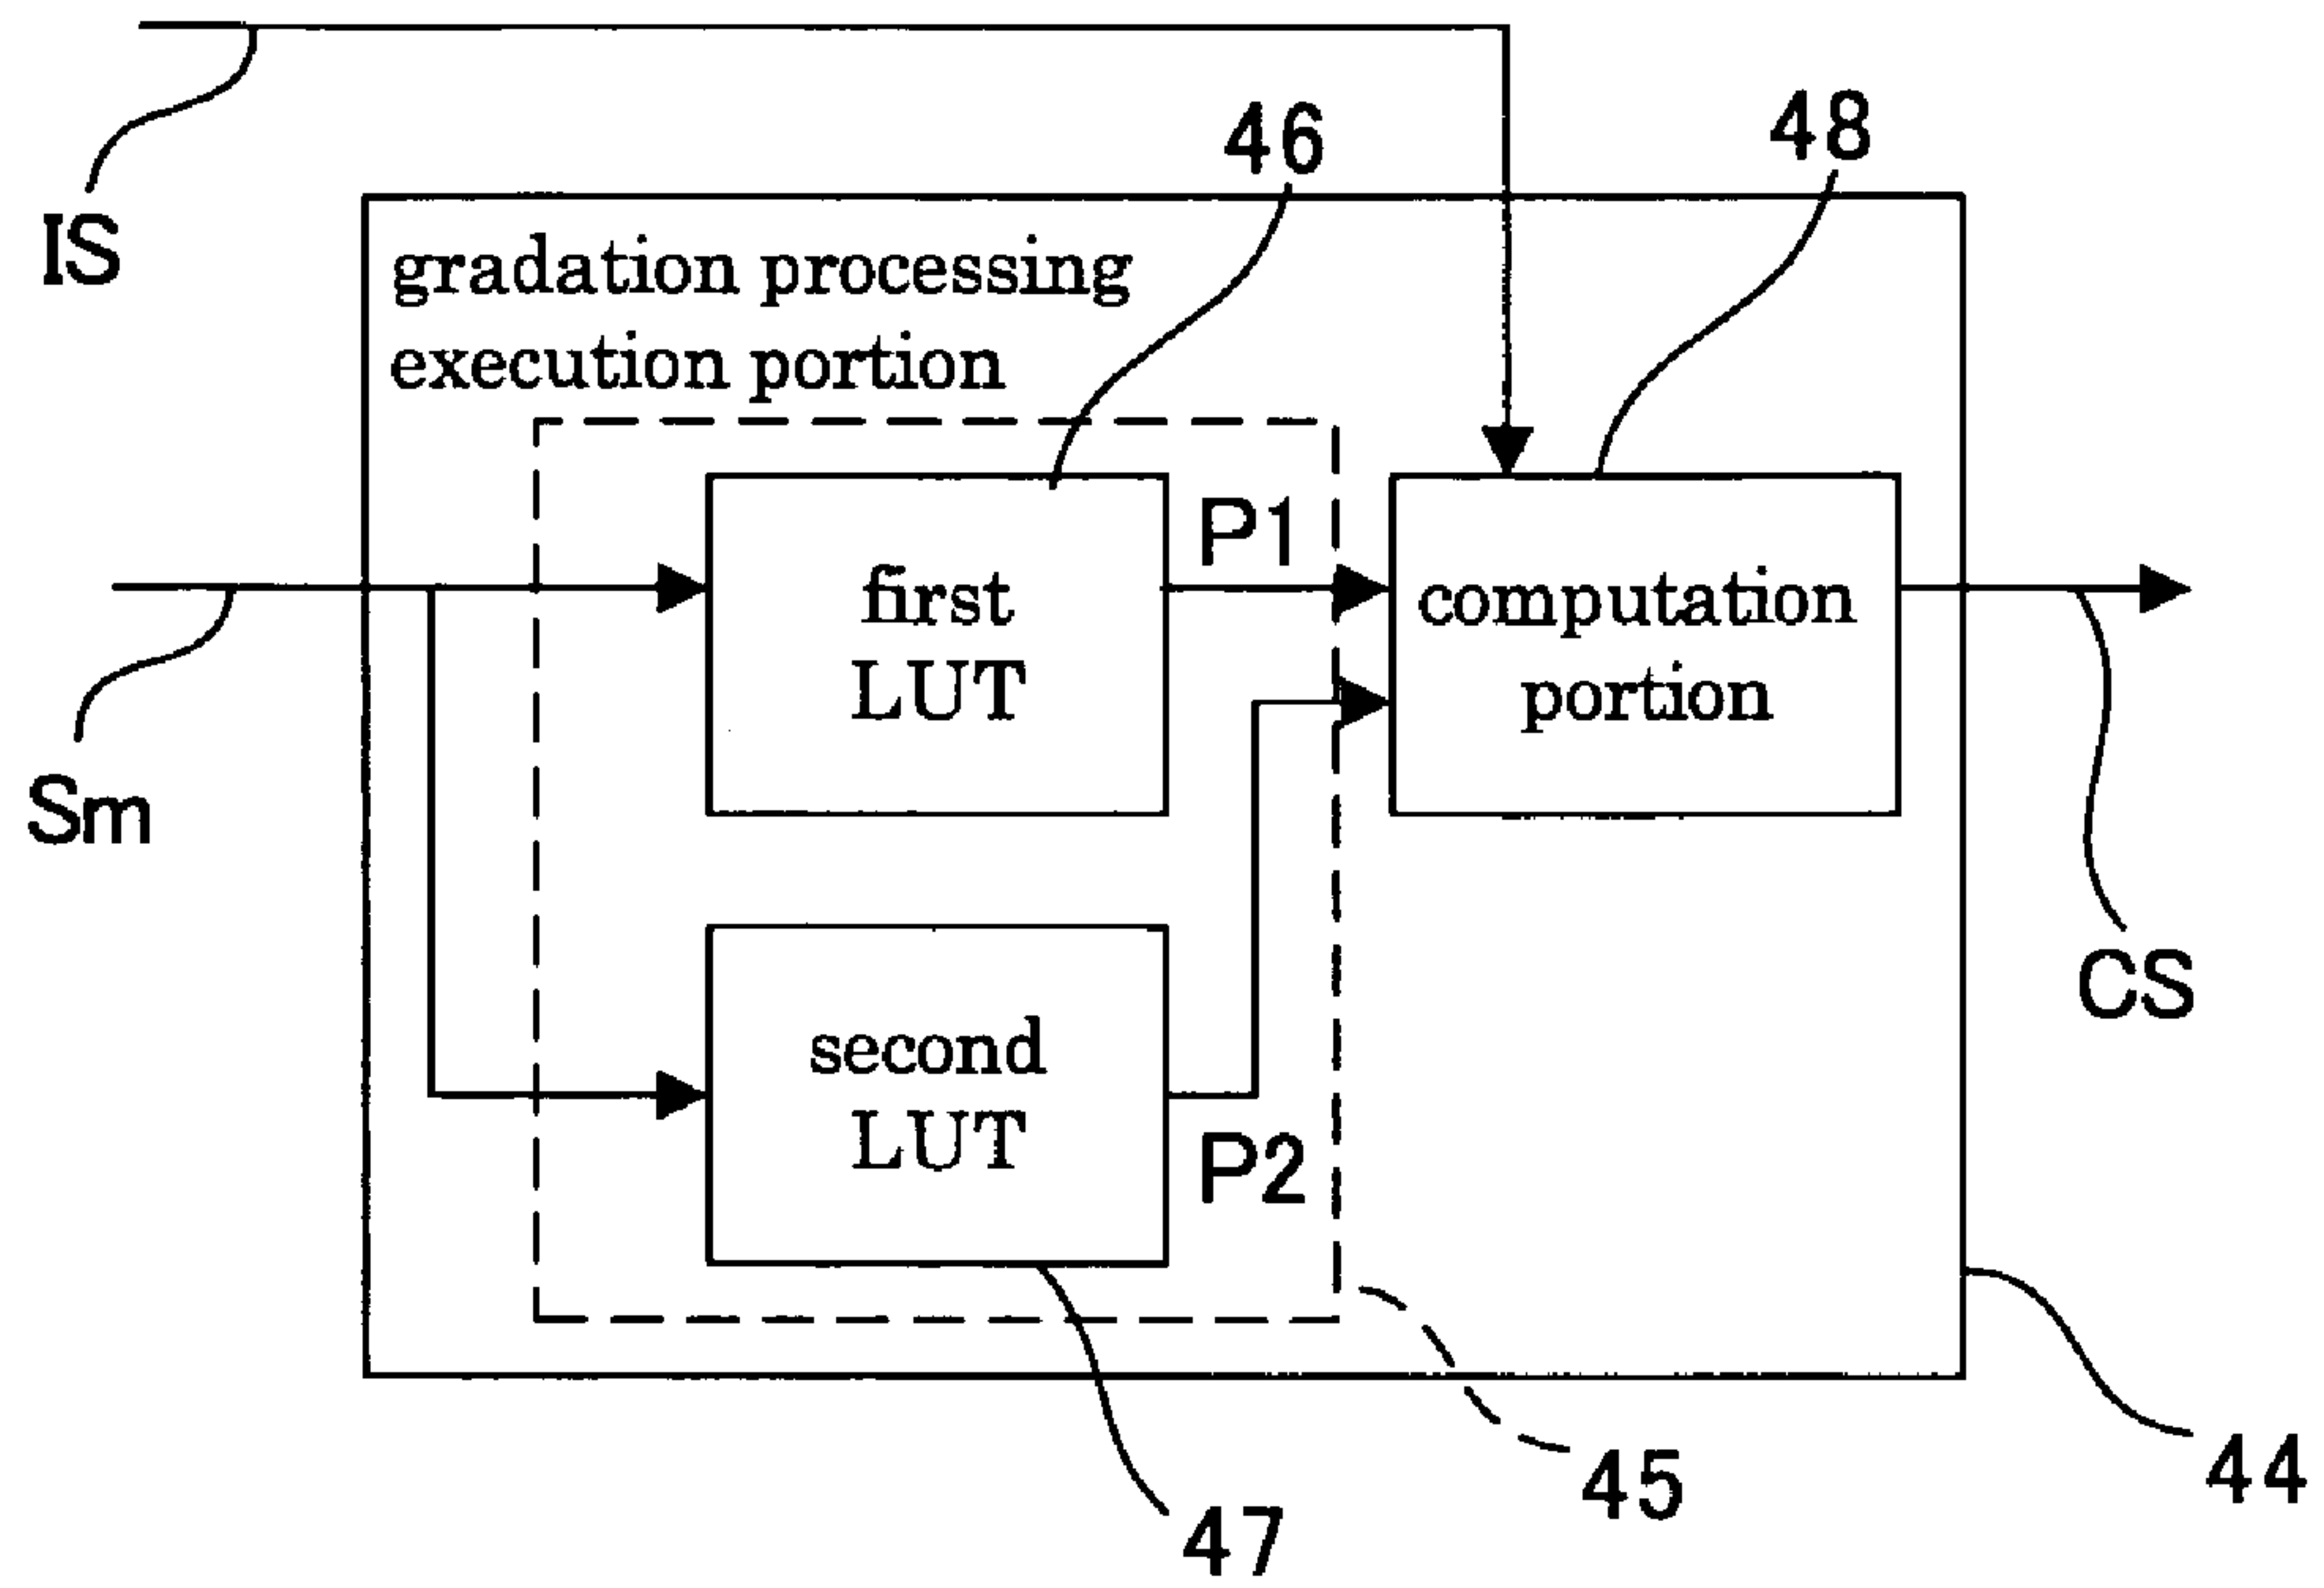 IS
46
48
gradation processing
execution portion
P1
first
LUT
computation
portion
Sm
CS
second
LUT
P2
45
44
47